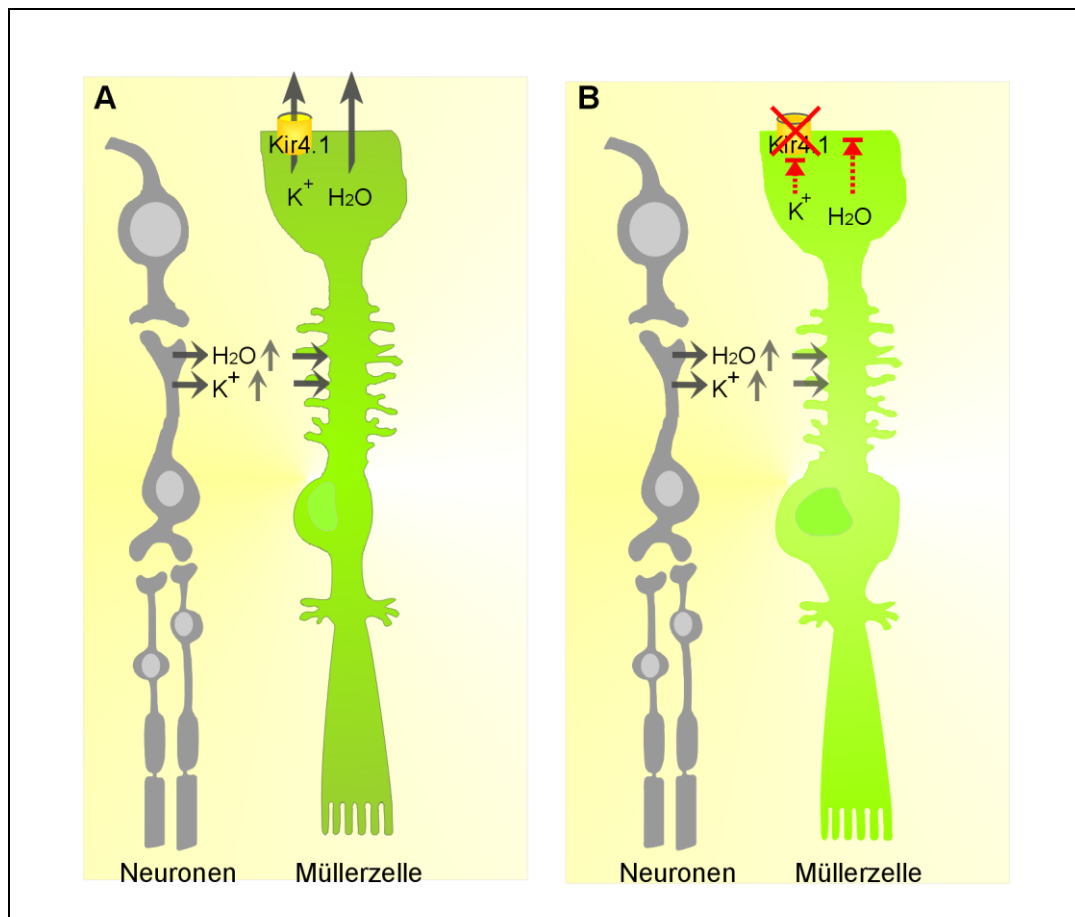 A
Kir4.1
K+ H2O
H2O ↑
K+ ↑
Neuronen Müllerzelle
B
Kir4.1
K+ H2O
H2O ↑
K+ ↑
Neuronen Müllerzelle